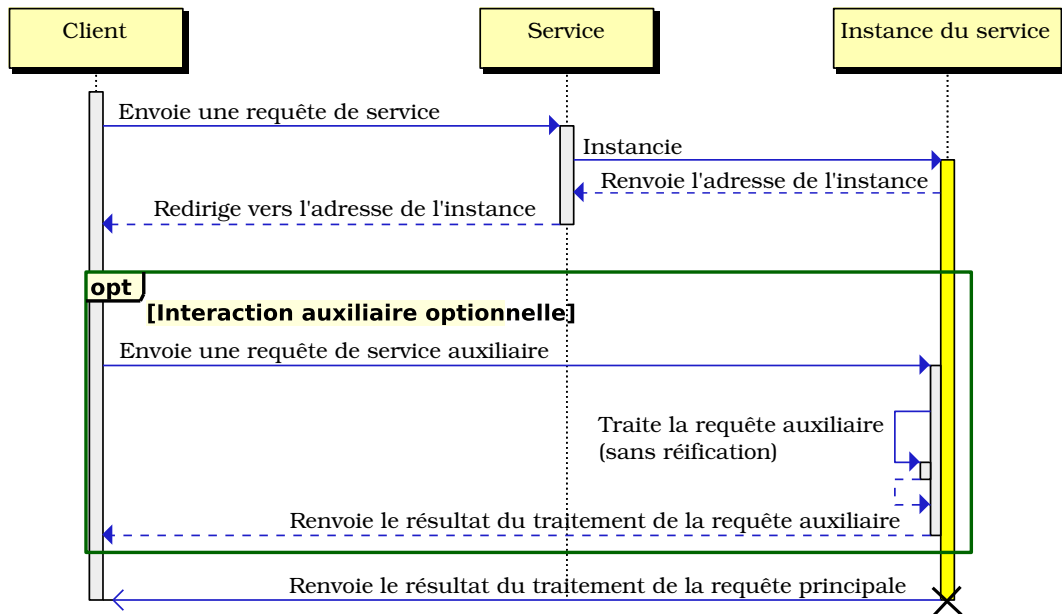 Client
Service
Instance du service
Envoie une requête de service
Instancie
Renvoie l'adresse de l'instance
Redirige vers l'adresse de l'instance
opt
[Interaction auxiliaire optionnelle]
Envoie une requête de service auxiliaire
Traite la requête auxiliaire
(sans réification)
Renvoie le résultat du traitement de la requête auxiliaire
Renvoie le résultat du traitement de la requête principale